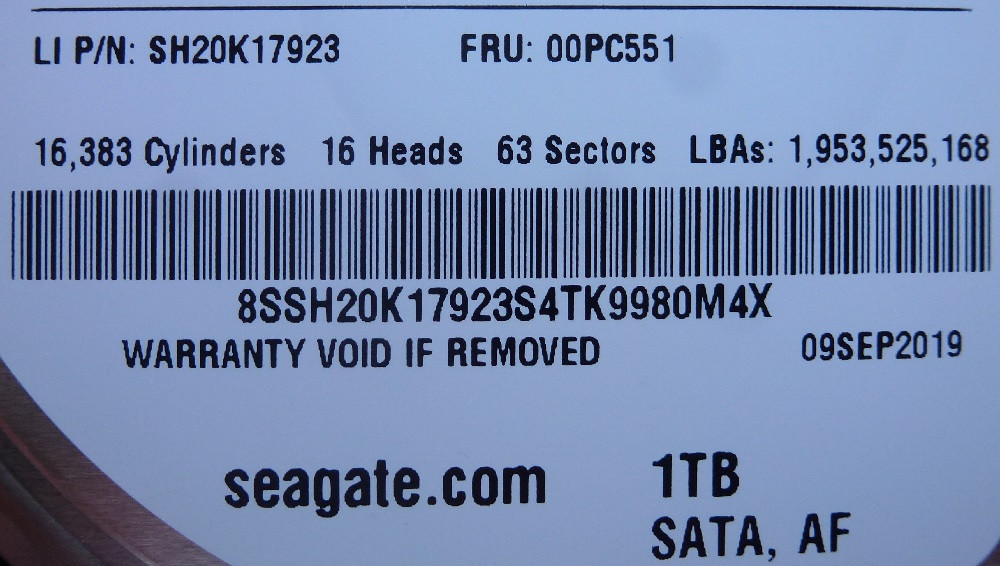 LI P/N: SH20K17923 FRU: 00PC551
16,383 Cylinders 16 Heads 63 Sectors LBAs: 1,953,525,168
8SSH20K17923S4TK9980M4X
WARRANTY VOID IF REMOVED 09SEP2019
seagate.com 1TB
SATA, AF